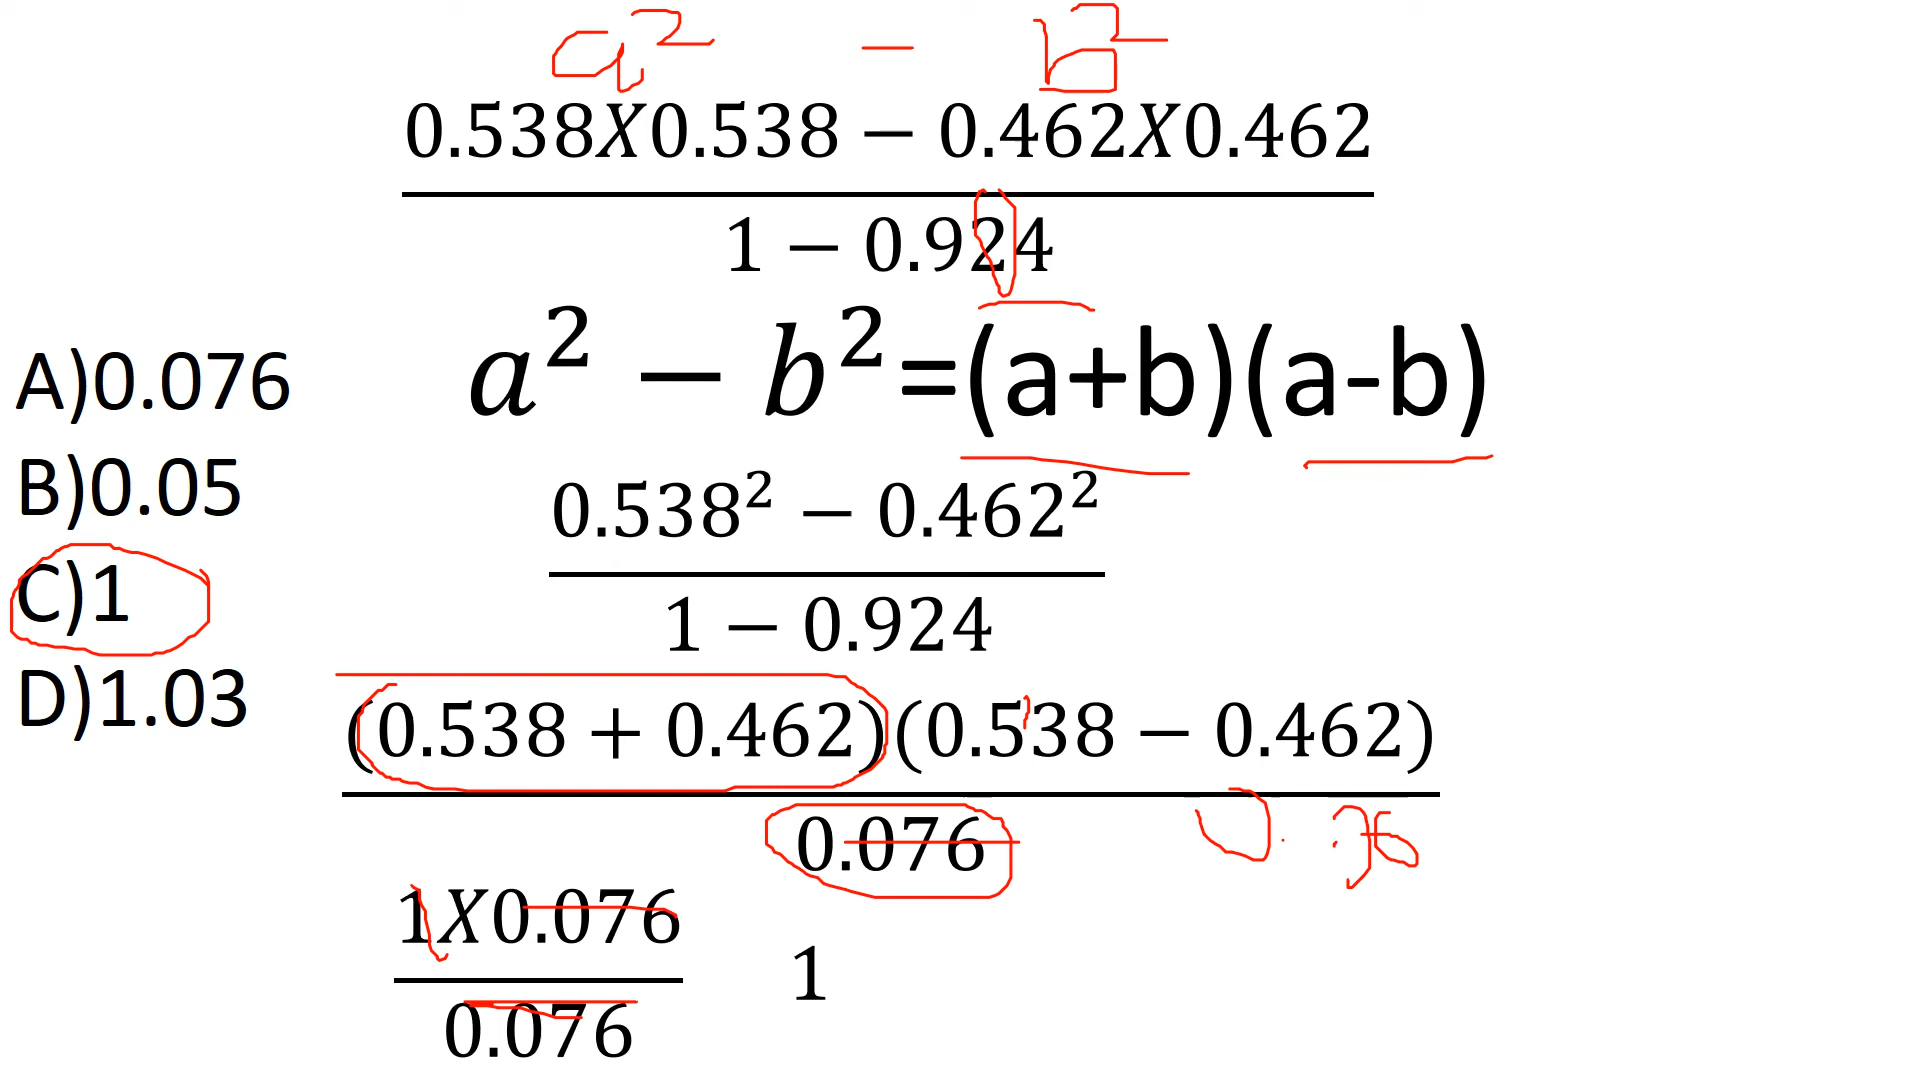 a² − b²
0.538X0.538 − 0.462X0.462
1 − 0.924
a² − b²=(a+b)(a-b)
A)0.076
B)0.05
C)1
D)1.03
0.538² − 0.462²
1 − 0.924
(0.538 + 0.462)(0.538 − 0.462)
0.076
1X0.076
0.076
1